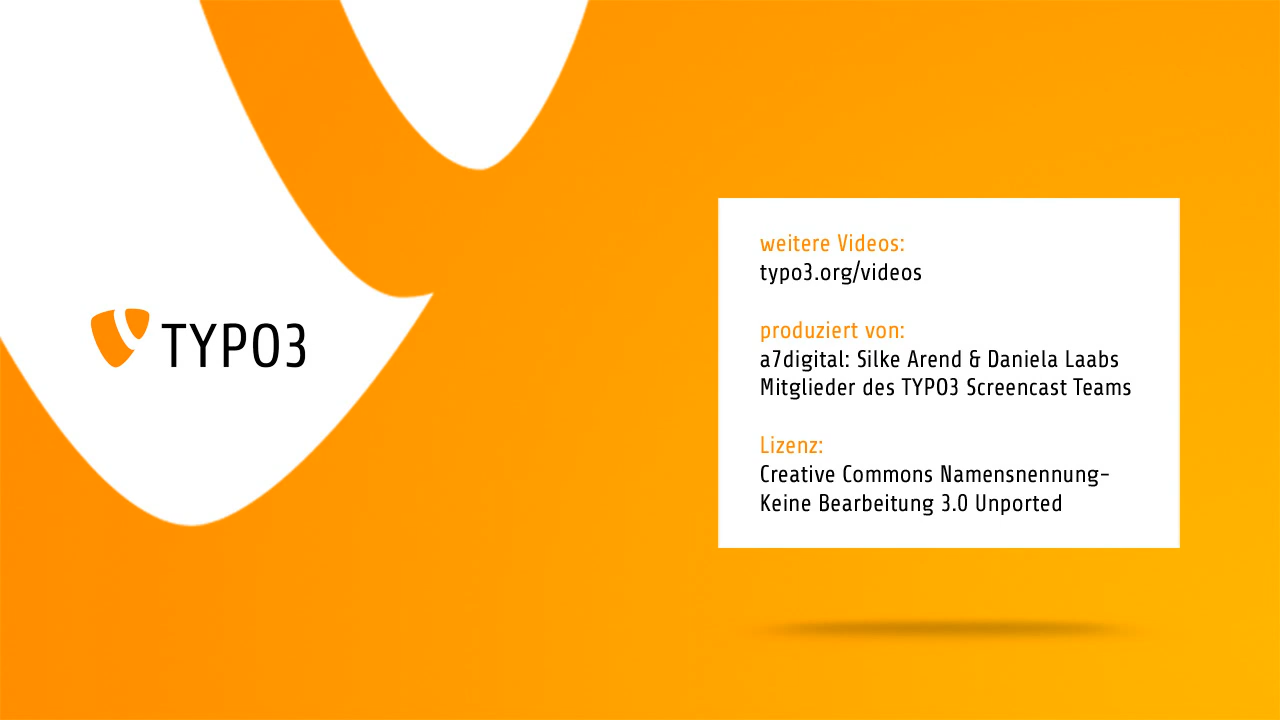 TYPO3
weitere Videos:
typo3.org/videos
produziert von:
a7digital: Silke Arend & Daniela Laabs
Mitglieder des TYPO3 Screencast Teams
Lizenz:
Creative Commons Namensnennung-
Keine Bearbeitung 3.0 Unported